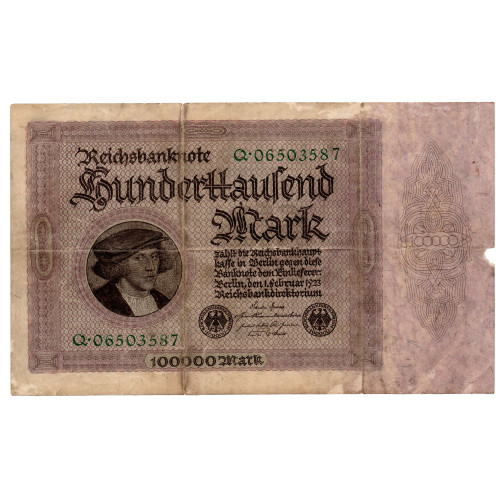 Reichsbanknote Q·06503587
Hunderttausend
Mark
Zahlt die Reichsbankhaupt-
kasse in Berlin gegen diese
Banknote dem Einlieferer.
Berlin, den 1. Februar 1923
Reichsbankdirektorium
Q·06503587
100000 Mark